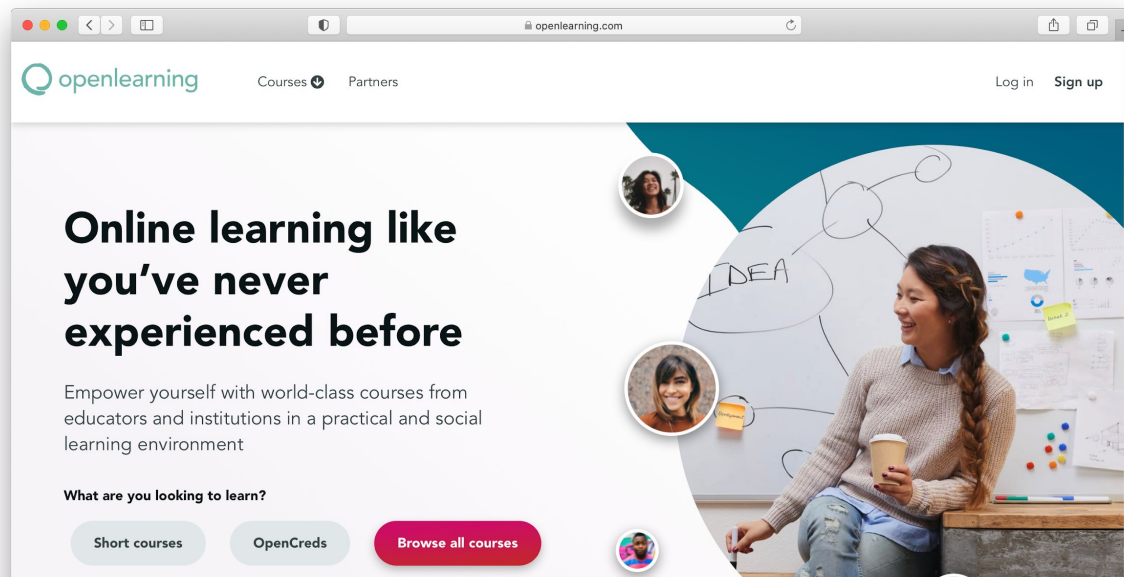 openlearning.com
openlearning
Courses
Partners
Log in
Sign up
Online learning like
you've never
experienced before
Empower yourself with world-class courses from
educators and institutions in a practical and social
learning environment
What are you looking to learn?
Short courses
OpenCreds
Browse all courses
IDEA